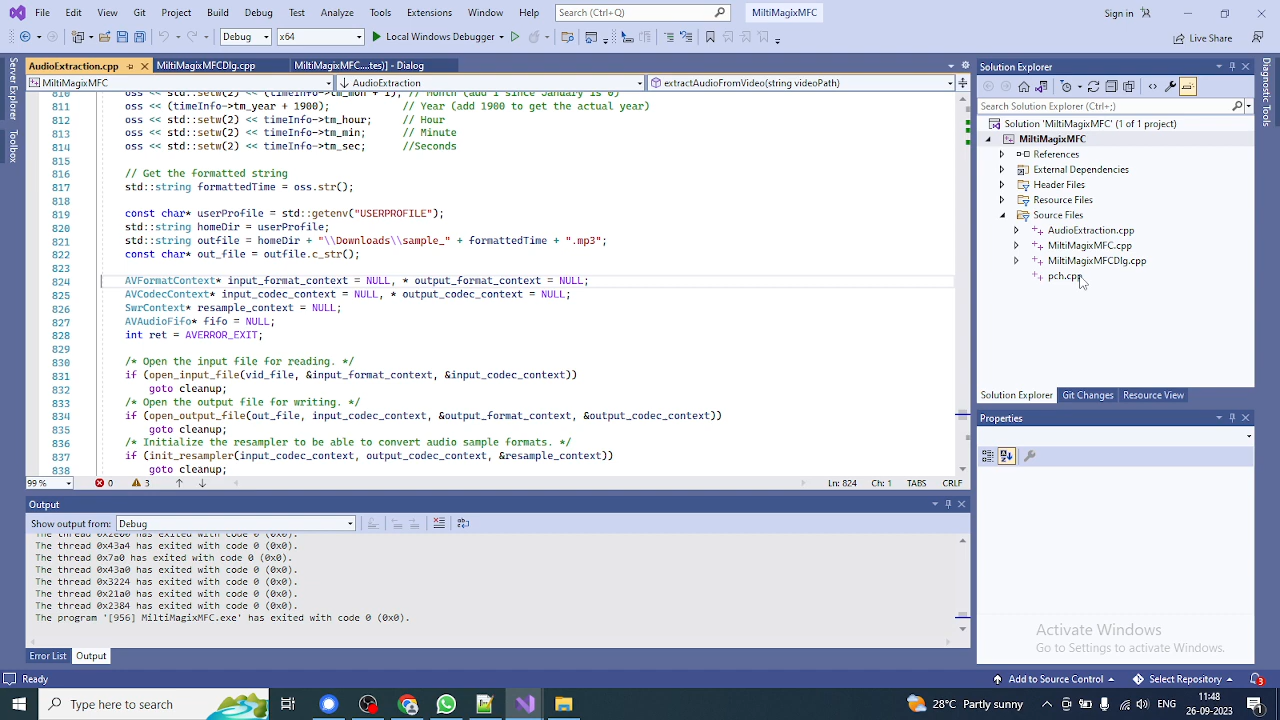 File Edit View Git Project Build Debug Test Analyze Tools Extensions Window Help Search (Ctrl+Q) MiltiMagixMFC Sign in
Debug x64 Local Windows Debugger Live Share
Server Explorer
Toolbox
AudioExtraction.cpp MiltiMagixMFCDlg.cpp MiltiMagixMFC...tes)] - Dialog
MiltiMagixMFC AudioExtraction extractAudioFromVideo(string videoPath)
810 oss << std::setw(2) << (timeInfo->tm_mon + 1); // Month (add 1 since January is 0)
811 oss << (timeInfo->tm_year + 1900); // Year (add 1900 to get the actual year)
812 oss << std::setw(2) << timeInfo->tm_hour; // Hour
813 oss << std::setw(2) << timeInfo->tm_min; // Minute
814 oss << std::setw(2) << timeInfo->tm_sec; //Seconds
815
816 // Get the formatted string
817 std::string formattedTime = oss.str();
818
819 const char* userProfile = std::getenv("USERPROFILE");
820 std::string homeDir = userProfile;
821 std::string outfile = homeDir + "\\Downloads\\sample_" + formattedTime + ".mp3";
822 const char* out_file = outfile.c_str();
823
824 AVFormatContext* input_format_context = NULL, * output_format_context = NULL;
825 AVCodecContext* input_codec_context = NULL, * output_codec_context = NULL;
826 SwrContext* resample_context = NULL;
827 AVAudioFifo* fifo = NULL;
828 int ret = AVERROR_EXIT;
829
830 /* Open the input file for reading. */
831 if (open_input_file(vid_file, &input_format_context, &input_codec_context))
832 goto cleanup;
833 /* Open the output file for writing. */
834 if (open_output_file(out_file, input_codec_context, &output_format_context, &output_codec_context))
835 goto cleanup;
836 /* Initialize the resampler to be able to convert audio sample formats. */
837 if (init_resampler(input_codec_context, output_codec_context, &resample_context))
838 goto cleanup;
99 % 0 3 Ln: 824 Ch: 1 TABS CRLF
Output
Show output from: Debug
The thread 0x2e00 has exited with code 0 (0x0).
The thread 0x43a4 has exited with code 0 (0x0).
The thread 0x7a0 has exited with code 0 (0x0).
The thread 0x43a0 has exited with code 0 (0x0).
The thread 0x3224 has exited with code 0 (0x0).
The thread 0x21a0 has exited with code 0 (0x0).
The thread 0x2384 has exited with code 0 (0x0).
The program '[956] MiltiMagixMFC.exe' has exited with code 0 (0x0).
Error List Output
Solution Explorer
Search Solution Explorer (Ctrl+;)
Solution 'MiltiMagixMFC' (1 of 1 project)
MiltiMagixMFC
References
External Dependencies
Header Files
Resource Files
Source Files
AudioExtraction.cpp
MiltiMagixMFC.cpp
MiltiMagixMFCDlg.cpp
pch.cpp
Solution Explorer Git Changes Resource View
Properties
Diagnostic Tools
Activate Windows
Go to Settings to activate Windows.
Ready Add to Source Control Select Repository 3
Type here to search 28°C Partly sunny ENG 11:48
26-09-2023 1